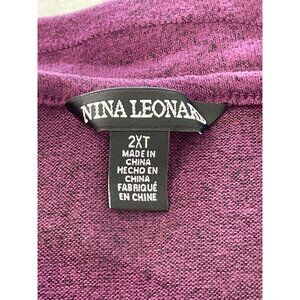 NINA LEONARD
2XT
MADE IN
CHINA
HECHO EN
CHINA
FABRIQUÉ
EN CHINE